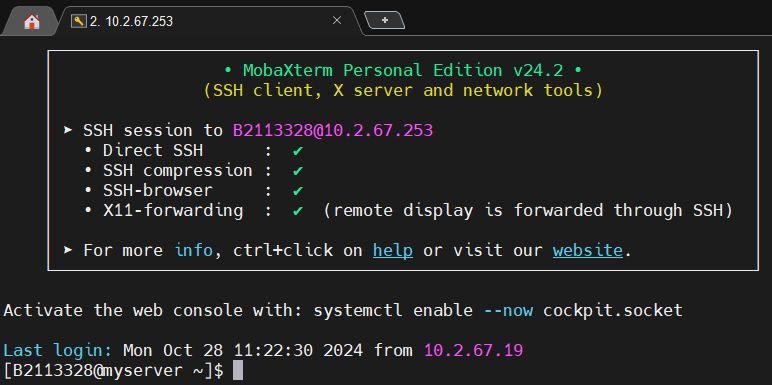 2. 10.2.67.253
• MobaXterm Personal Edition v24.2 •
(SSH client, X server and network tools)
➤ SSH session to B2113328@10.2.67.253
• Direct SSH : ✔
• SSH compression : ✔
• SSH-browser : ✔
• X11-forwarding : ✔ (remote display is forwarded through SSH)
➤ For more info, ctrl+click on help or visit our website.
Activate the web console with: systemctl enable --now cockpit.socket
Last login: Mon Oct 28 11:22:30 2024 from 10.2.67.19
[B2113328@myserver ~]$